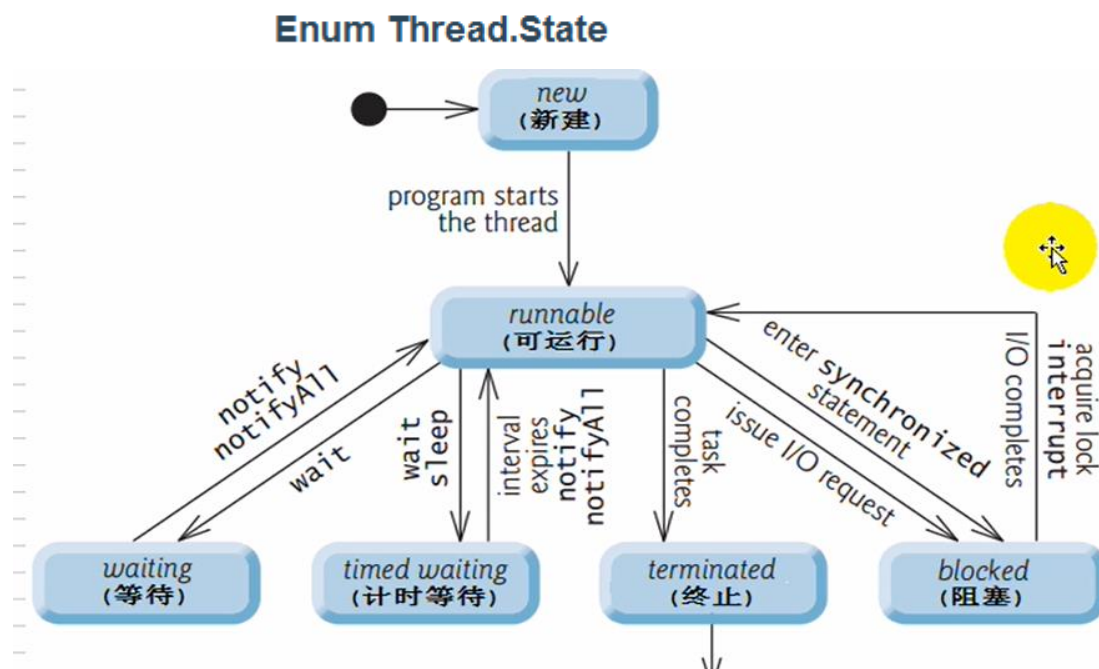 Enum Thread.State
new
(新建)
program starts
the thread
runnable
(可运行)
notify
notifyAll
wait
wait
sleep
interval
expires
notify
notifyAll
task
completes
issue I/O request
enter synchronized
statement
acquire lock
interrupt
I/O completes
waiting
(等待)
timed waiting
(计时等待)
terminated
(终止)
blocked
(阻塞)